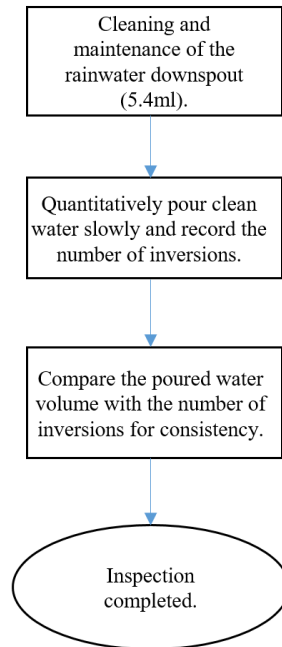 Cleaning and
maintenance of the
rainwater downspout
(5.4ml).
Quantitatively pour clean
water slowly and record the
number of inversions.
Compare the poured water
volume with the number of
inversions for consistency.
Inspection
completed.